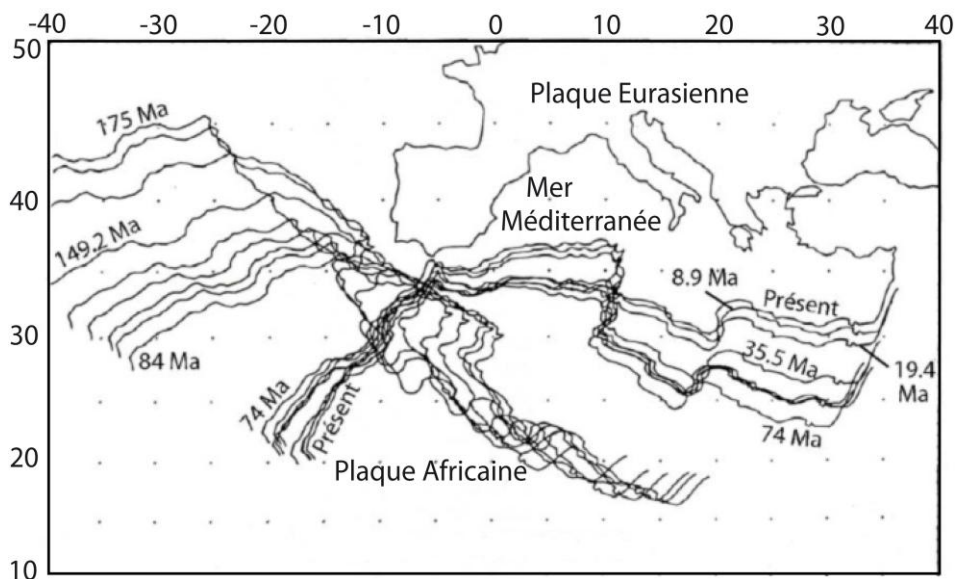 -40 -30 -20 -10 0 10 20 30 40
50
40
30
20
10
175 Ma
149.2 Ma
84 Ma
74 Ma
Présent
Plaque Africaine
Plaque Eurasienne
Mer
Méditerranée
8.9 Ma
Présent
35.5 Ma
19.4
Ma
74 Ma